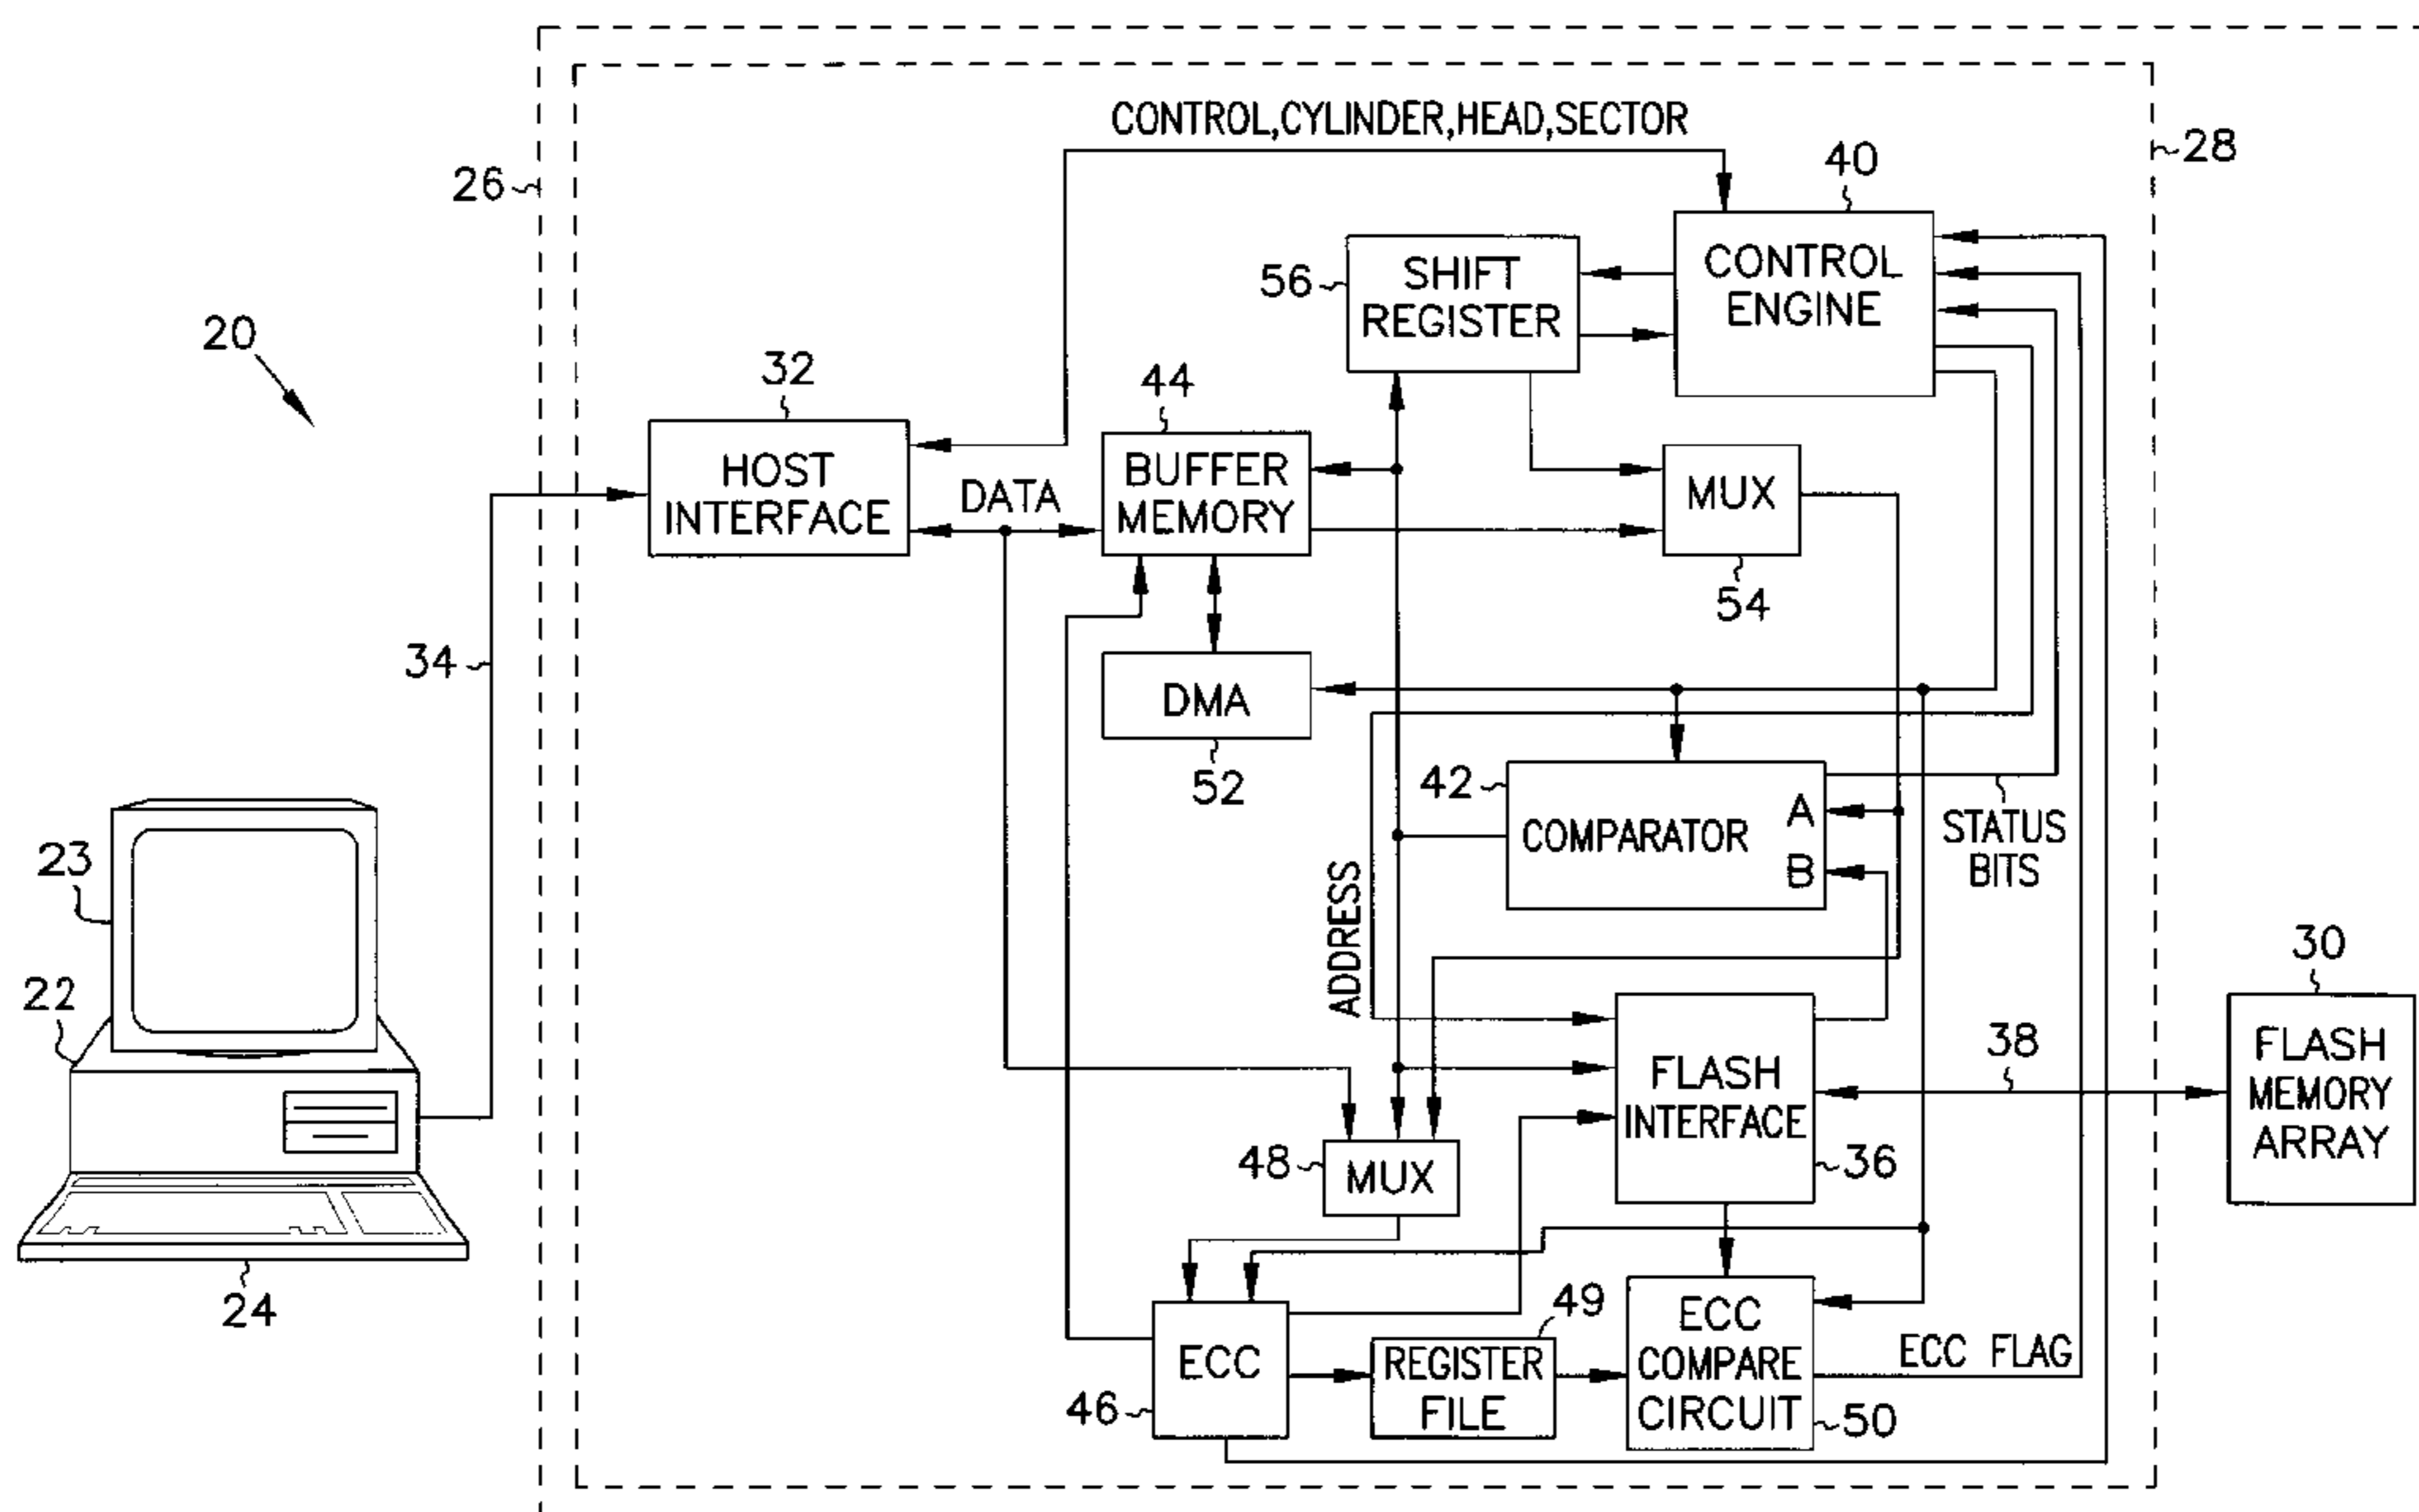 CONTROL,CYLINDER,HEAD,SECTOR
26
28
40
20
56
SHIFT
REGISTER
CONTROL
ENGINE
32
44
HOST
INTERFACE
DATA
BUFFER
MEMORY
MUX
54
34
DMA
52
42
COMPARATOR
A
B
STATUS
BITS
ADDRESS
23
22
24
30
FLASH
MEMORY
ARRAY
38
FLASH
INTERFACE
36
48
MUX
49
ECC
46
REGISTER
FILE
ECC
COMPARE
CIRCUIT
50
ECC FLAG